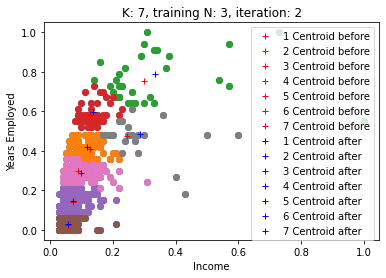 K: 7, training N: 3, iteration: 2
Years Employed
1.0
0.8
0.6
0.4
0.2
0.0
1 Centroid before
2 Centroid before
3 Centroid before
4 Centroid before
5 Centroid before
6 Centroid before
7 Centroid before
1 Centroid after
2 Centroid after
3 Centroid after
4 Centroid after
5 Centroid after
6 Centroid after
7 Centroid after
0.0 0.2 0.4 0.6 0.8 1.0
Income